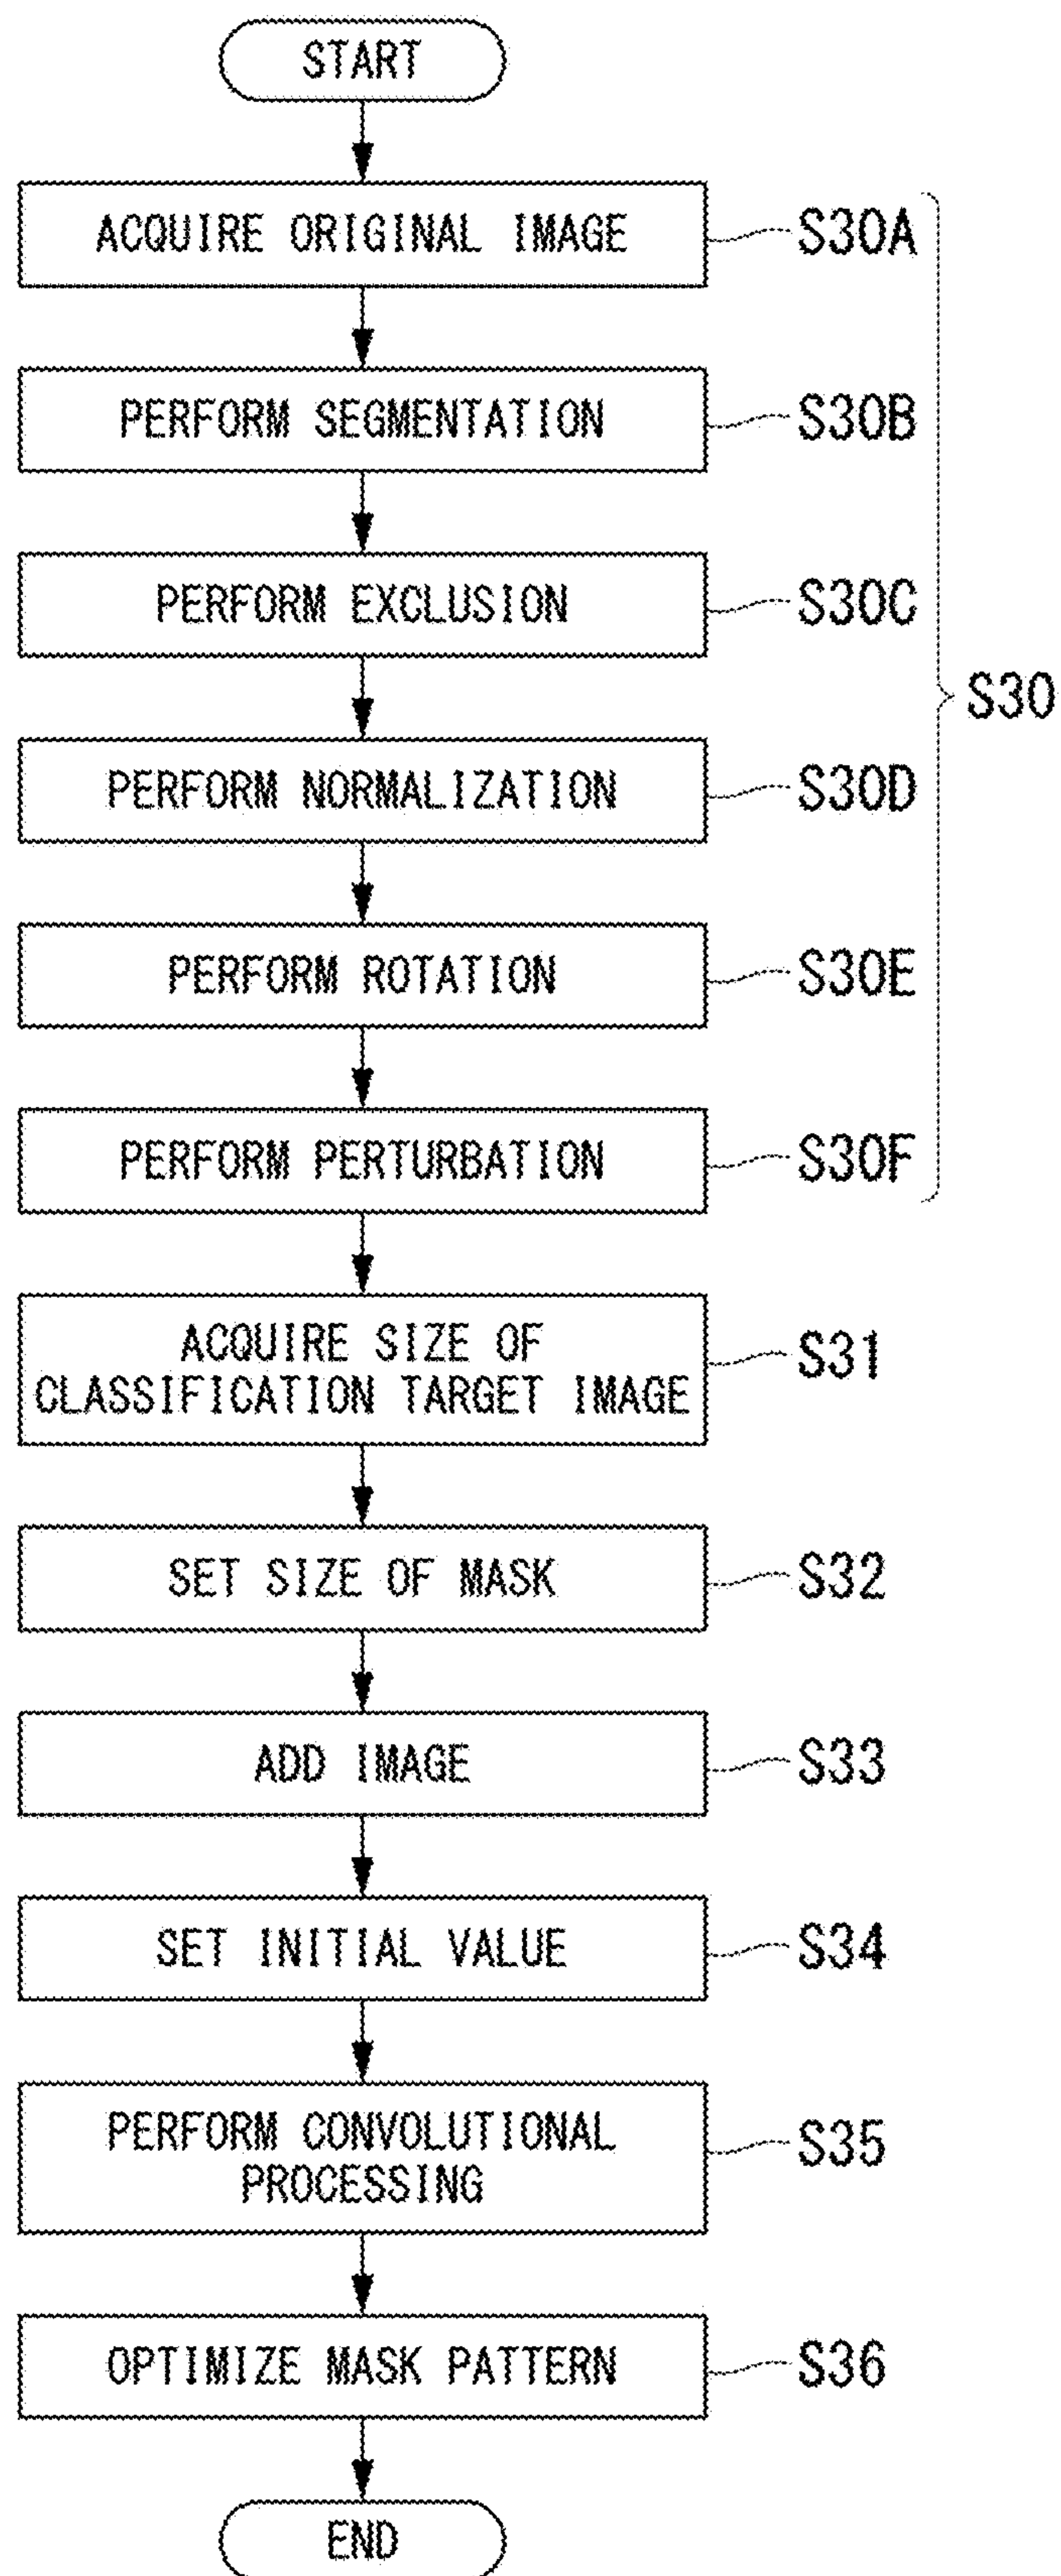 START
ACQUIRE ORIGINAL IMAGE
S30A
PERFORM SEGMENTATION
S30B
PERFORM EXCLUSION
S30C
S30
PERFORM NORMALIZATION
S30D
PERFORM ROTATION
S30E
PERFORM PERTURBATION
S30F
ACQUIRE SIZE OF
CLASSIFICATION TARGET IMAGE
S31
SET SIZE OF MASK
S32
ADD IMAGE
S33
SET INITIAL VALUE
S34
PERFORM CONVOLUTIONAL
PROCESSING
S35
OPTIMIZE MASK PATTERN
S36
END